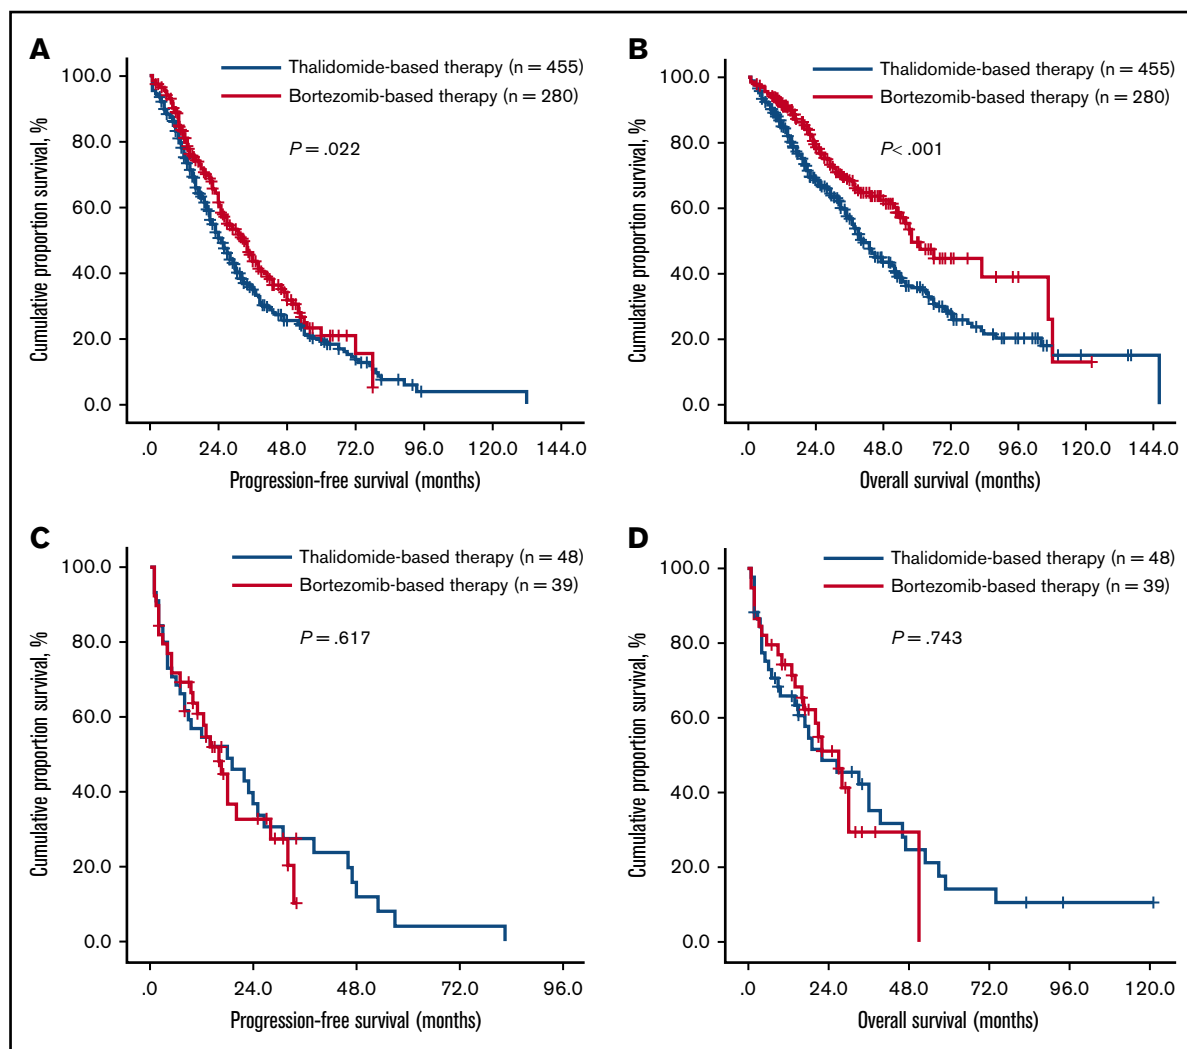 A
Thalidomide-based therapy (n = 455)
Bortezomib-based therapy (n = 280)
P = .022
Cumulative proportion survival, %
100.0
80.0
60.0
40.0
20.0
0.0
.0 24.0 48.0 72.0 96.0 120.0 144.0
Progression-free survival (months)
B
Thalidomide-based therapy (n = 455)
Bortezomib-based therapy (n = 280)
P< .001
Cumulative proportion survival, %
100.0
80.0
60.0
40.0
20.0
0.0
.0 24.0 48.0 72.0 96.0 120.0 144.0
Overall survival (months)
C
Thalidomide-based therapy (n = 48)
Bortezomib-based therapy (n = 39)
P = .617
Cumulative proportion survival, %
100.0
80.0
60.0
40.0
20.0
0.0
.0 24.0 48.0 72.0 96.0
Progression-free survival (months)
D
Thalidomide-based therapy (n = 48)
Bortezomib-based therapy (n = 39)
P = .743
Cumulative proportion survival, %
100.0
80.0
60.0
40.0
20.0
0.0
.0 24.0 48.0 72.0 96.0 120.0
Overall survival (months)